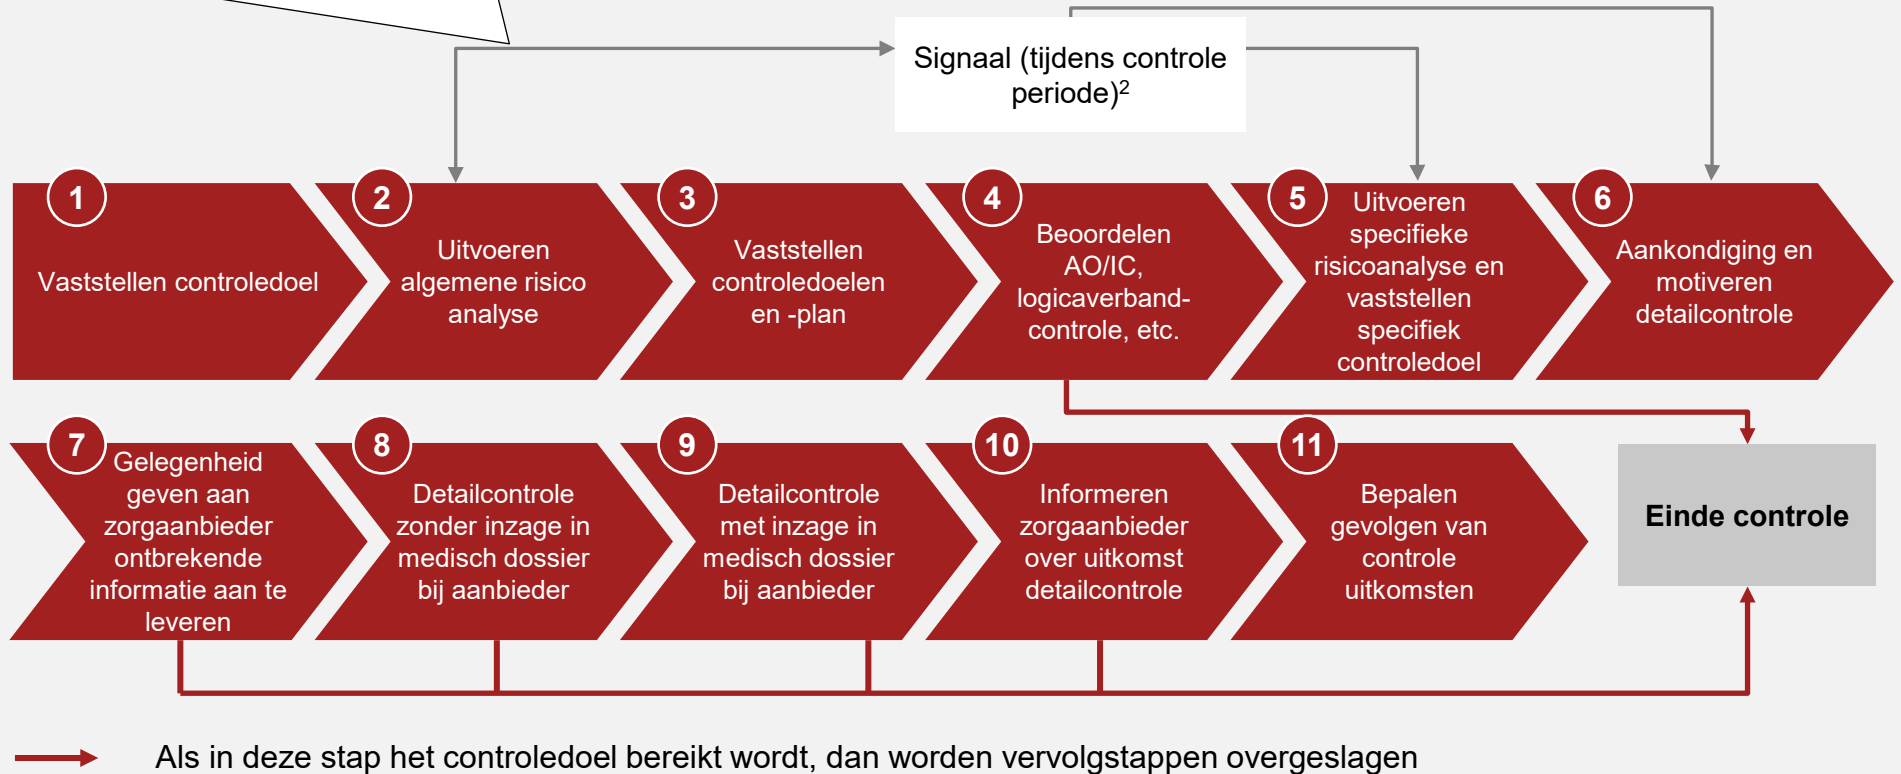 Signaal (tijdens controle
periode)²
1
Vaststellen controledoel
2
Uitvoeren
algemene risico
analyse
3
Vaststellen
controledoelen
en -plan
4
Beoordelen
AO/IC,
logicaverband-
controle, etc.
5
Uitvoeren
specifieke
risicoanalyse en
vaststellen
specifiek
controledoel
6
Aankondiging en
motiveren
detailcontrole
7
Gelegenheid
geven aan
zorgaanbieder
ontbrekende
informatie aan te
leveren
8
Detailcontrole
zonder inzage in
medisch dossier
bij aanbieder
9
Detailcontrole
met inzage in
medisch dossier
bij aanbieder
10
Informeren
zorgaanbieder
over uitkomst
detailcontrole
11
Bepalen
gevolgen van
controle
uitkomsten
Einde controle
Als in deze stap het controledoel bereikt wordt, dan worden vervolgstappen overgeslagen